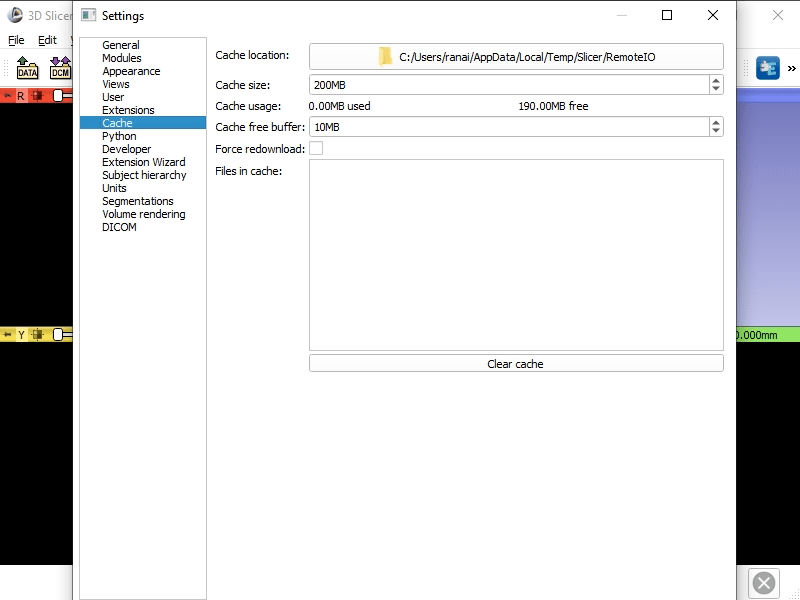 3D Slicer
Settings
File Edit
DATA DCM
General
Modules
Appearance
Views
User
Extensions
Cache
Python
Developer
Extension Wizard
Subject hierarchy
Units
Segmentations
Volume rendering
DICOM
Cache location: C:/Users/ranai/AppData/Local/Temp/Slicer/RemoteIO
Cache size: 200MB
Cache usage: 0.00MB used 190.00MB free
Cache free buffer: 10MB
Force redownload:
Files in cache:
Clear cache
R
Y
0.000mm
»